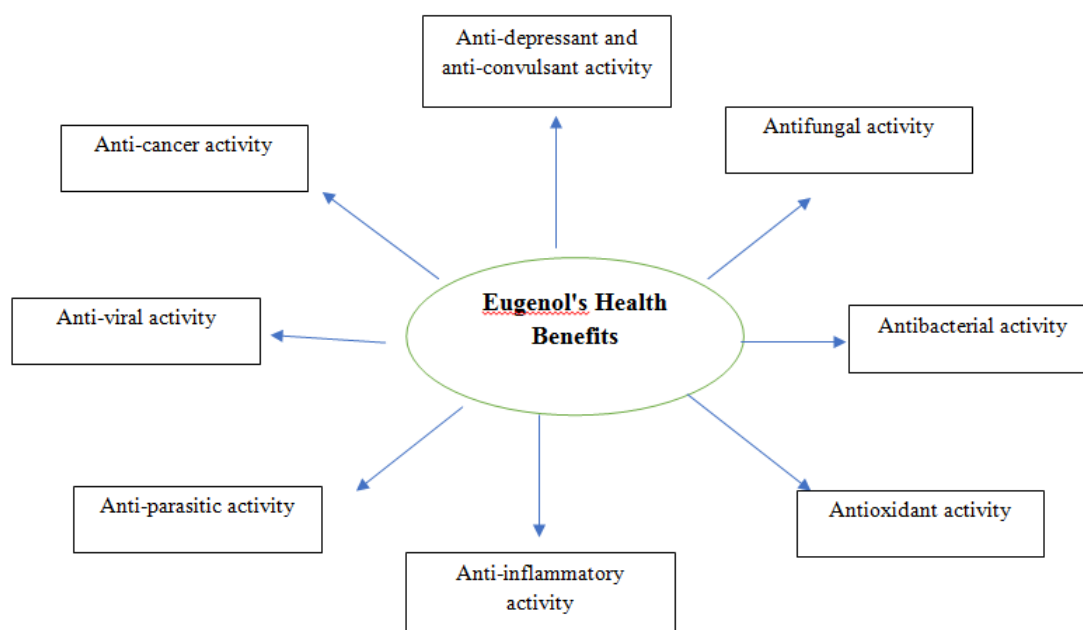 Anti-depressant and
anti-convulsant activity
Anti-cancer activity
Antifungal activity
Eugenol's Health
Benefits
Anti-viral activity
Antibacterial activity
Anti-parasitic activity
Antioxidant activity
Anti-inflammatory
activity